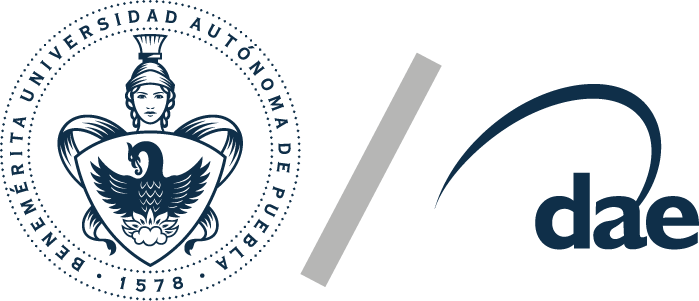 BENEMÉRITA UNIVERSIDAD AUTÓNOMA DE PUEBLA
• 1578 •
dae